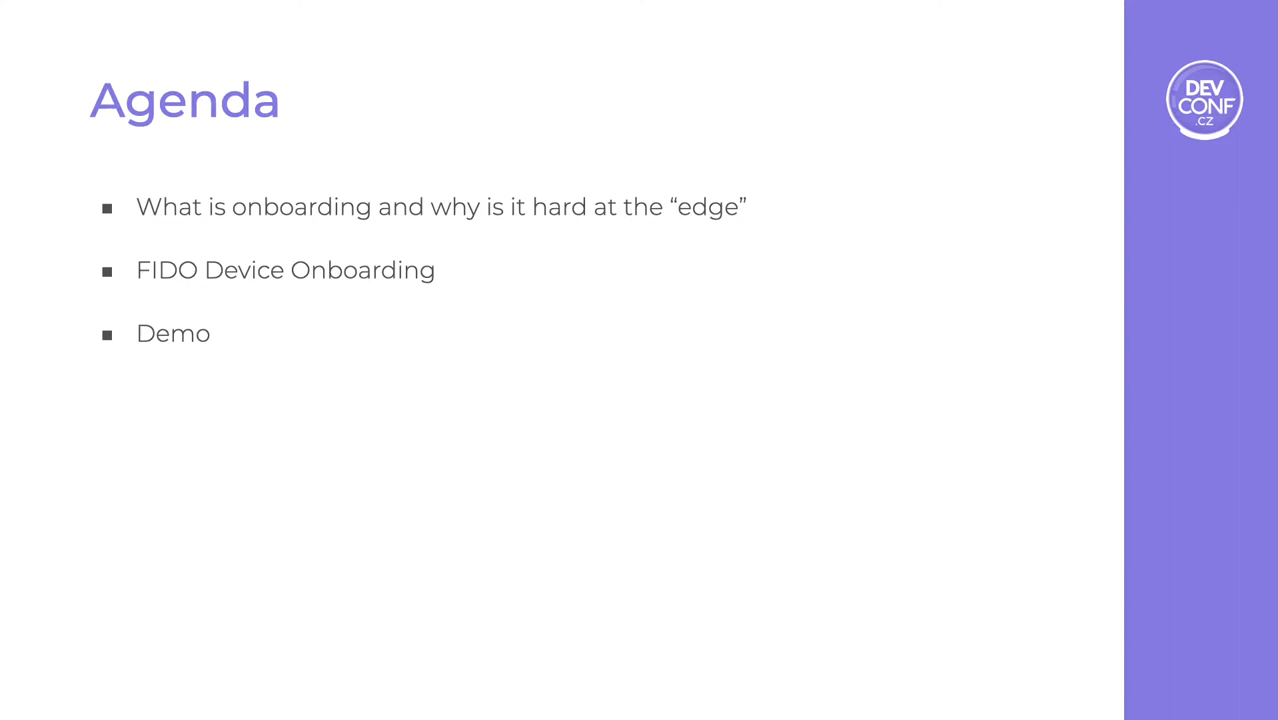 Agenda
DEV
CONF
.CZ
■ What is onboarding and why is it hard at the “edge”
■ FIDO Device Onboarding
■ Demo